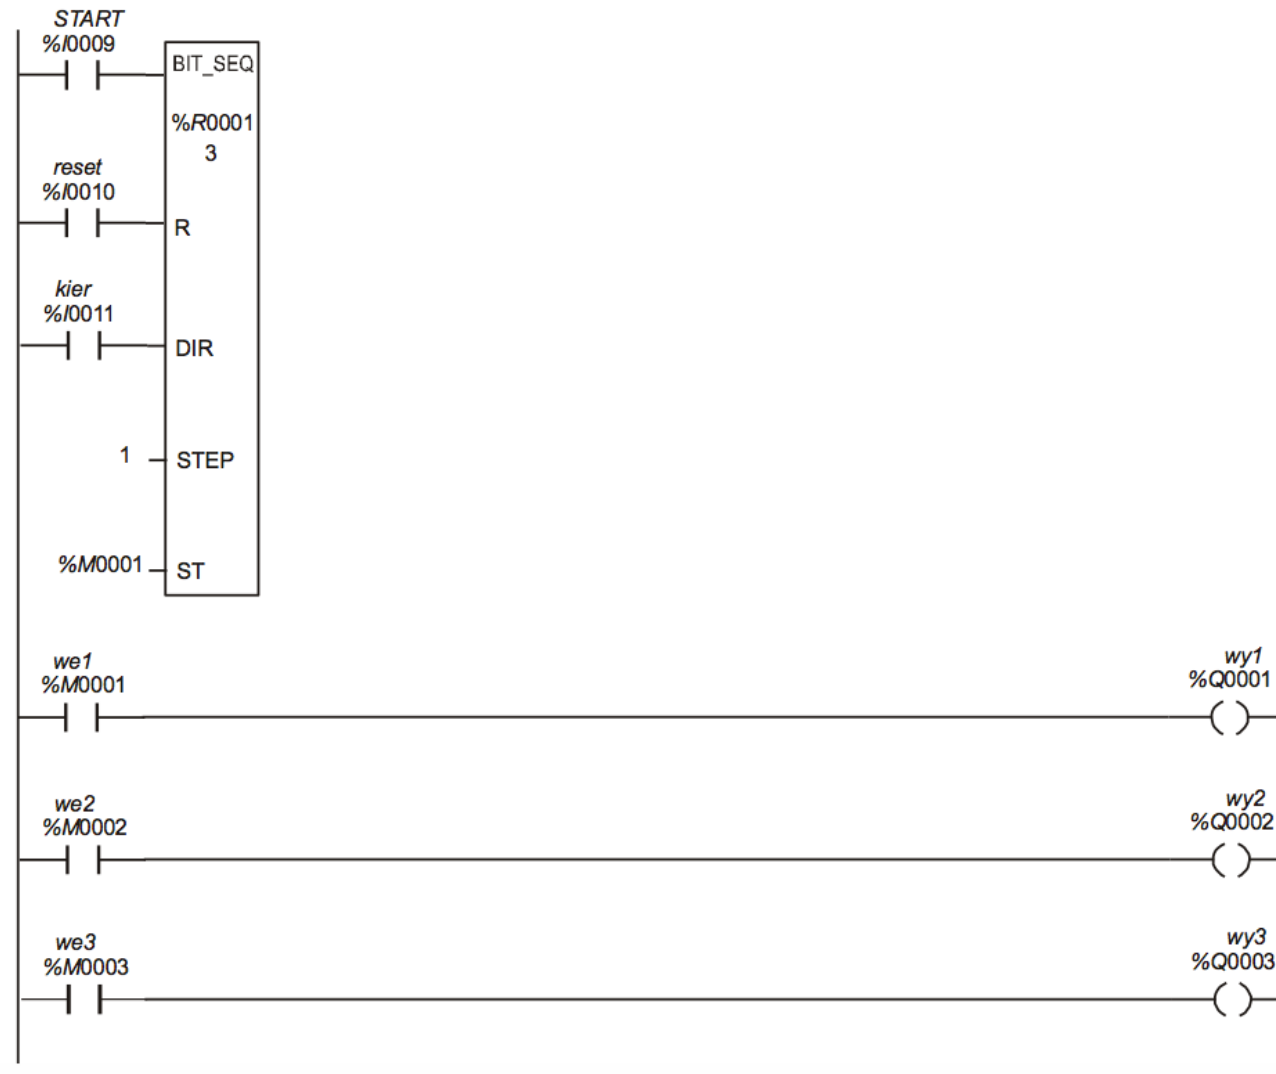 START
%I0009
BIT_SEQ
%R0001
3
reset
%I0010
R
kier
%I0011
DIR
1
STEP
%M0001
ST
we1
%M0001
wy1
%Q0001
we2
%M0002
wy2
%Q0002
we3
%M0003
wy3
%Q0003